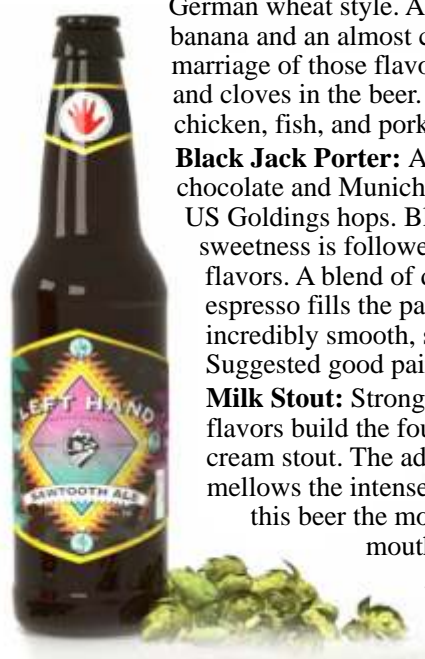 German wheat style. A
banana and an almost c
marriage of those flavo
and cloves in the beer.
chicken, fish, and pork
Black Jack Porter: A
chocolate and Munich
US Goldings hops. Bl
sweetness is followe
flavors. A blend of d
espresso fills the pa
incredibly smooth, s
Suggested good pai
Milk Stout: Strong
flavors build the fou
cream stout. The ad
mellows the intense
this beer the mo
mouth
LEFT HAND
SAWTOOTH ALE